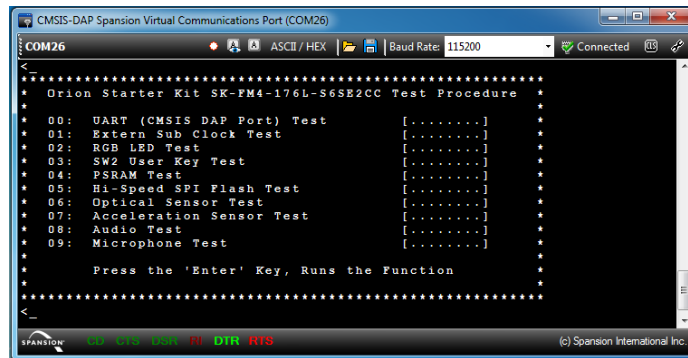 CMSIS-DAP Spansion Virtual Communications Port (COM26)
COM26 ASCII / HEX Baud Rate: 115200 Connected
<_
****************************************************************
* Orion Starter Kit SK-FM4-176L-S6SE2CC Test Procedure *
* *
* 00: UART (CMSIS DAP Port) Test [........] *
* 01: Extern Sub Clock Test [........] *
* 02: RGB LED Test [........] *
* 03: SW2 User Key Test [........] *
* 04: PSRAM Test [........] *
* 05: Hi-Speed SPI Flash Test [........] *
* 06: Optical Sensor Test [........] *
* 07: Acceleration Sensor Test [........] *
* 08: Audio Test [........] *
* 09: Microphone Test [........] *
* *
* Press the 'Enter' Key, Runs the Function *
* *
****************************************************************
<_
SPANSION CD CTS DSR RI DTR RTS (c) Spansion International Inc.